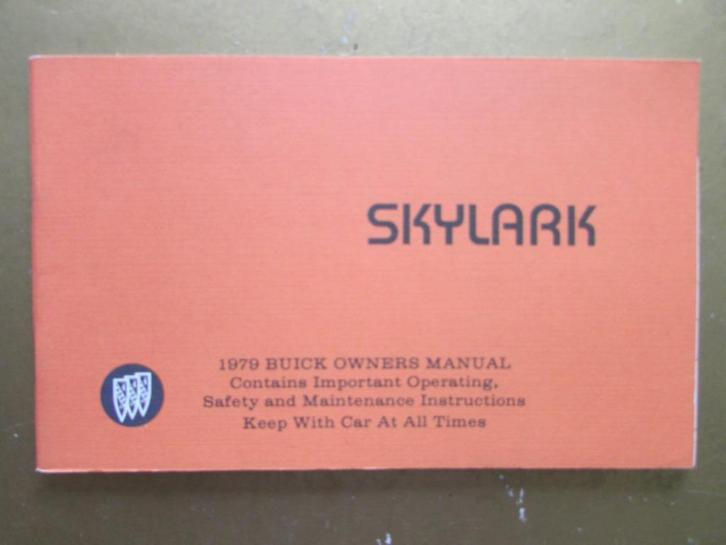 SKYLARK
1979 BUICK OWNERS MANUAL
Contains Important Operating,
Safety and Maintenance Instructions
Keep With Car At All Times